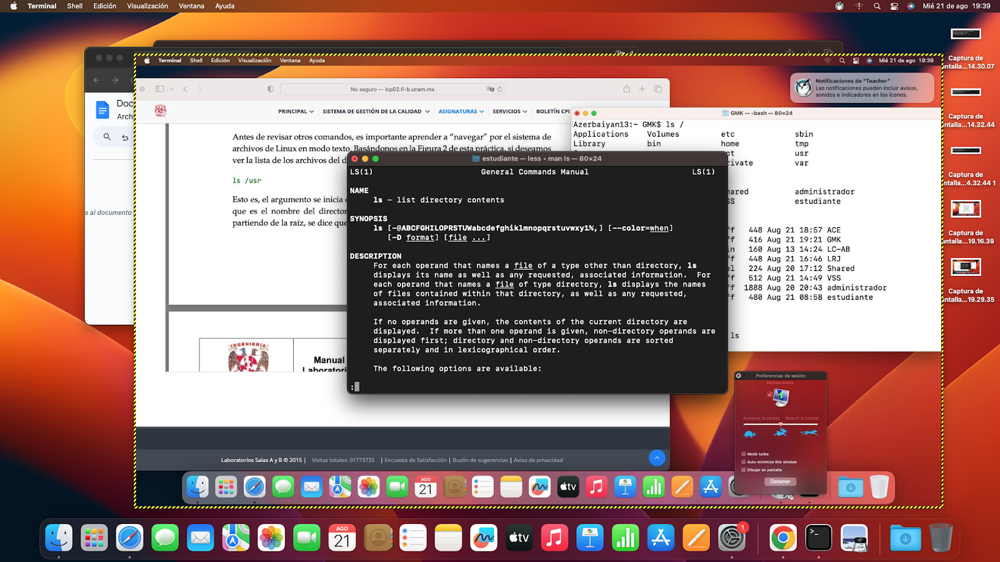 Terminal Shell Edición Visualización Ventana Ayuda
Mié 21 de ago 19:39
Captura de
ntalla...14.30.07
Captura de
ntalla...14.32.44
Captura de
ntalla...4.32.44 1
Captura de
ntalla...19.16.39
Captura de
ntalla...19.29.35
Doc
Arch
s al documento
Terminal Shell Edición Visualización Ventana Ayuda
Mié 21 de ago 19:39
Notificaciones de "Teacher"
Las notificaciones pueden incluir avisos,
sonidos e indicadores en los íconos.
No seguro — lcp02.fi-b.unam.mx
PRINCIPAL SISTEMA DE GESTIÓN DE LA CALIDAD ASIGNATURAS SERVICIOS BOLETÍN CPI
Antes de revisar otros comandos, es importante aprender a “navegar” por el sistema de
archivos de Linux en modo texto. Basándonos en la Figura 2 de esta práctica, si deseamos
ver la lista de los archivos del d
ls /usr
Esto es, el argumento se inicia
que es el nombre del director
partiendo de la raíz, se dice que
INGENIERIA
Manual
Laboratori
GMK — -bash — 80×24
Azerbaiyan13:~ GMK$ ls /
Applications Volumes etc sbin
Library bin home tmp
pt usr
rivate var
hared administrador
SS estudiante
ff 448 Aug 21 18:57 ACE
ff 416 Aug 21 19:21 GMK
in 160 Aug 13 14:24 LC-AB
ff 448 Aug 21 16:46 LRJ
el 224 Aug 20 17:12 Shared
ff 512 Aug 21 14:49 VSS
ff 1888 Aug 20 20:43 administrador
ff 480 Aug 21 08:58 estudiante
ls
estudiante — less ◂ man ls — 80×24
LS(1) General Commands Manual LS(1)
NAME
ls – list directory contents
SYNOPSIS
ls [-@ABCFGHILOPRSTUWabcdefghiklmnopqrstuvwxy1%,] [--color=when]
[-D format] [file ...]
DESCRIPTION
For each operand that names a file of a type other than directory, ls
displays its name as well as any requested, associated information. For
each operand that names a file of type directory, ls displays the names
of files contained within that directory, as well as any requested,
associated information.
If no operands are given, the contents of the current directory are
displayed. If more than one operand is given, non-directory operands are
displayed first; directory and non-directory operands are sorted
separately and in lexicographical order.
The following options are available:
:
Preferencias de sesión
Pantalla activa
Aumentar la calidad Reducir la calidad
Modo turbo
Auto-minimize this window
Dibujar en pantalla
Detener
Laboratorios Salas A y B © 2015 | Visitas totales: 01773735 | Encuesta de Satisfacción | Buzón de sugerencias | Aviso de privacidad
AGO
21
tv
AGO
21
tv
1